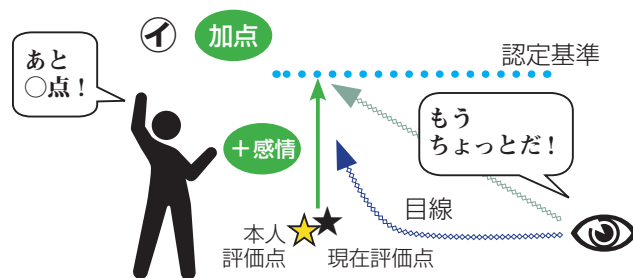 ㋑ 加点
認定基準
あと
○点！
もう
ちょっとだ！
＋感情
目線
本人
評価点
現在評価点